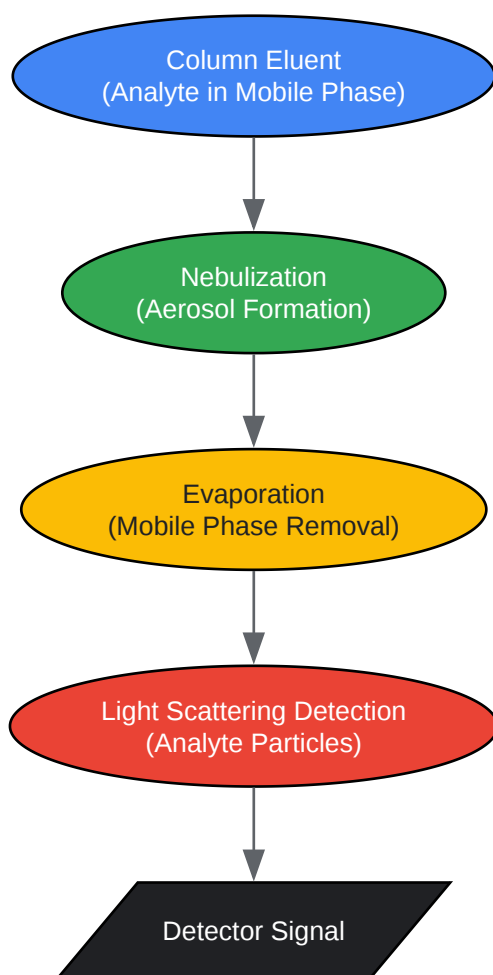 Column Eluent
(Analyte in Mobile Phase)
Nebulization
(Aerosol Formation)
Evaporation
(Mobile Phase Removal)
Light Scattering Detection
(Analyte Particles)
Detector Signal